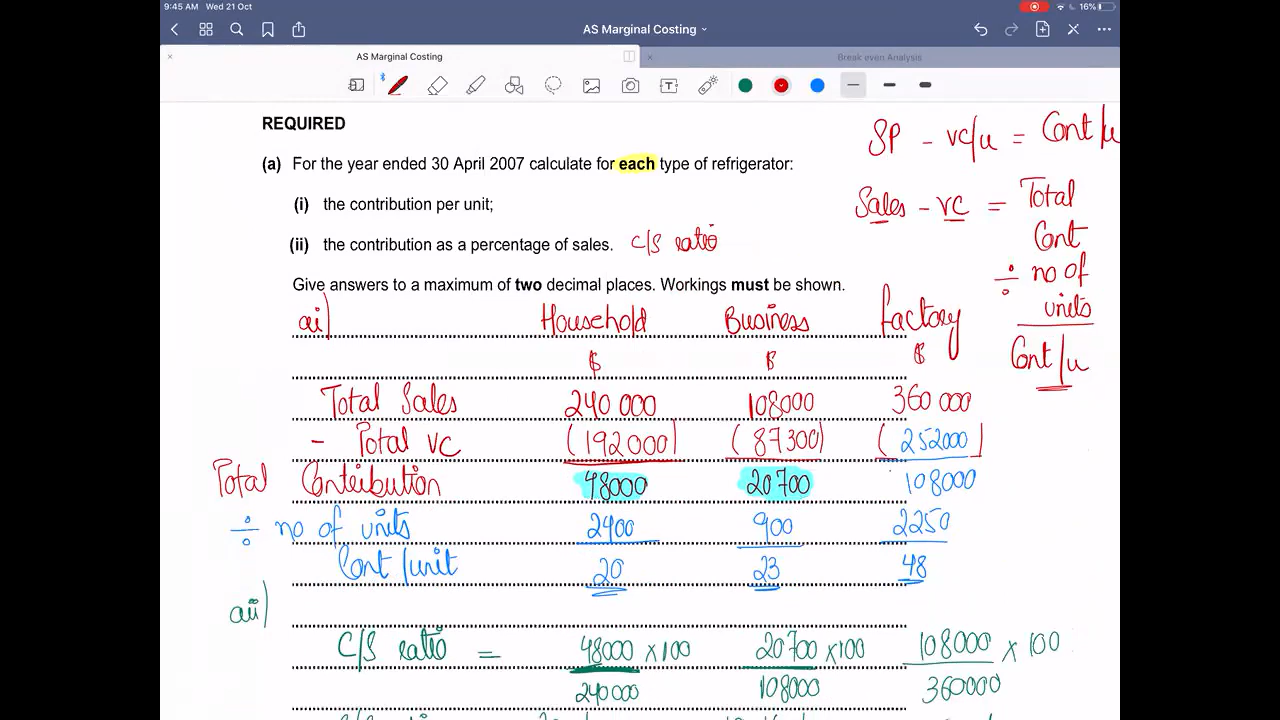 9:45 AM Wed 21 Oct
16%
AS Marginal Costing
AS Marginal Costing
Break even Analysis
REQUIRED
(a) For the year ended 30 April 2007 calculate for each type of refrigerator:
(i) the contribution per unit;
(ii) the contribution as a percentage of sales. C/S ratio
Give answers to a maximum of two decimal places. Workings must be shown.
SP - VC/u = Cont/u
Sales - VC = Total
Cont
÷ no of
units
Cont/u
ai) Household Business Factory
$ $ $
Total Sales 240 000 108000 360 000
- Total VC (192000) (87300) (252000)
Total Contribution 48000 20700 108000
÷ no of units 2400 900 2250
Cont/unit 20 23 48
aii)
C/S ratio = 48000 × 100 20700 × 100 108000 × 100
240000 108000 360000